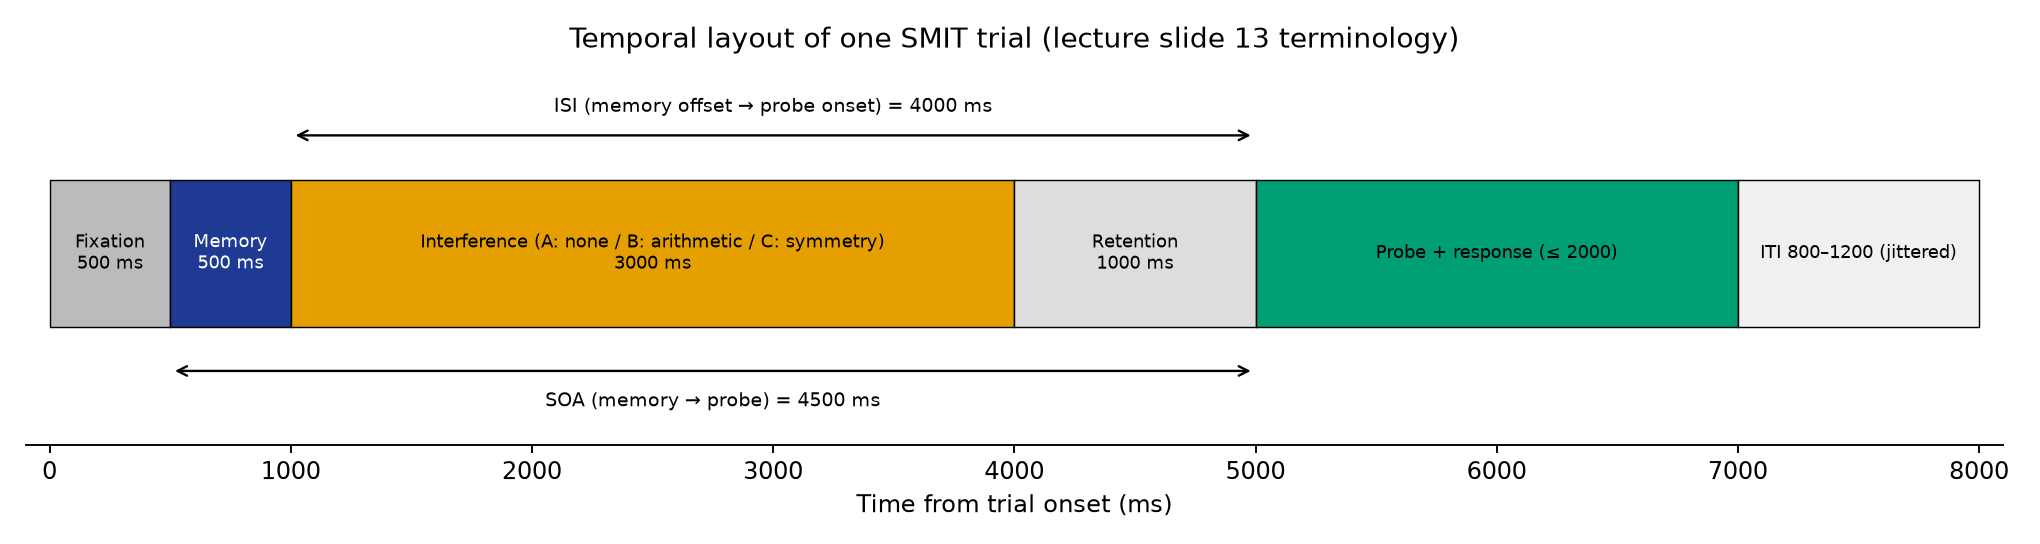 Temporal layout of one SMIT trial (lecture slide 13 terminology)
ISI (memory offset → probe onset) = 4000 ms
Fixation
500 ms
Memory
500 ms
Interference (A: none / B: arithmetic / C: symmetry)
3000 ms
Retention
1000 ms
Probe + response (≤ 2000)
ITI 800–1200 (jittered)
SOA (memory → probe) = 4500 ms
0 1000 2000 3000 4000 5000 6000 7000 8000
Time from trial onset (ms)